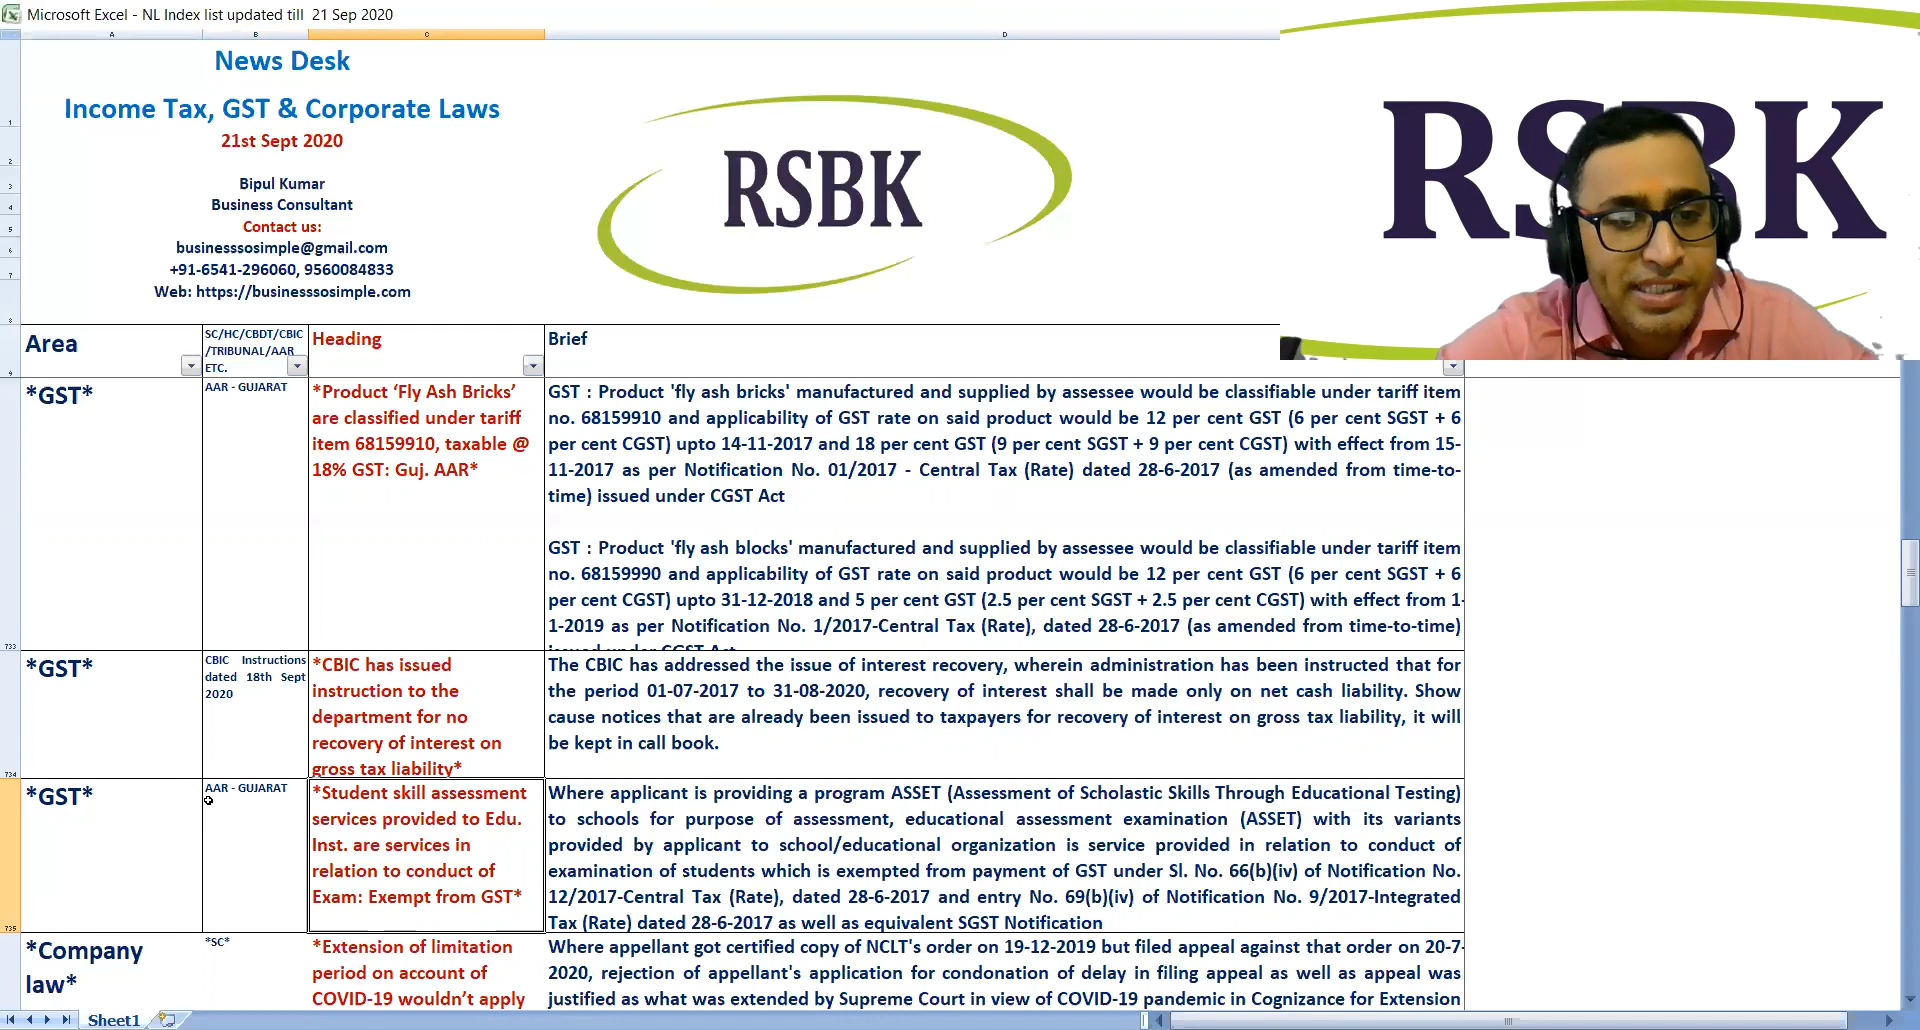 Microsoft Excel - NL Index list updated till 21 Sep 2020
A B C D
News Desk
Income Tax, GST & Corporate Laws
21st Sept 2020
Bipul Kumar
Business Consultant
Contact us:
businesssosimple@gmail.com
+91-6541-296060, 9560084833
Web: https://businesssosimple.com
RSBK
RSBK
1
2
3
4
5
6
7
8
9
Area
SC/HC/CBDT/CBIC
/TRIBUNAL/AAR
ETC.
Heading
Brief
*GST*
AAR - GUJARAT
*Product ‘Fly Ash Bricks’
are classified under tariff
item 68159910, taxable @
18% GST: Guj. AAR*
GST : Product 'fly ash bricks' manufactured and supplied by assessee would be classifiable under tariff item
no. 68159910 and applicability of GST rate on said product would be 12 per cent GST (6 per cent SGST + 6
per cent CGST) upto 14-11-2017 and 18 per cent GST (9 per cent SGST + 9 per cent CGST) with effect from 15-
11-2017 as per Notification No. 01/2017 - Central Tax (Rate) dated 28-6-2017 (as amended from time-to-
time) issued under CGST Act
GST : Product 'fly ash blocks' manufactured and supplied by assessee would be classifiable under tariff item
no. 68159990 and applicability of GST rate on said product would be 12 per cent GST (6 per cent SGST + 6
per cent CGST) upto 31-12-2018 and 5 per cent GST (2.5 per cent SGST + 2.5 per cent CGST) with effect from 1-
1-2019 as per Notification No. 1/2017-Central Tax (Rate), dated 28-6-2017 (as amended from time-to-time)
issued under CGST Act
733
*GST*
CBIC Instructions
dated 18th Sept
2020
*CBIC has issued
instruction to the
department for no
recovery of interest on
gross tax liability*
The CBIC has addressed the issue of interest recovery, wherein administration has been instructed that for
the period 01-07-2017 to 31-08-2020, recovery of interest shall be made only on net cash liability. Show
cause notices that are already been issued to taxpayers for recovery of interest on gross tax liability, it will
be kept in call book.
734
*GST*
AAR - GUJARAT
*Student skill assessment
services provided to Edu.
Inst. are services in
relation to conduct of
Exam: Exempt from GST*
Where applicant is providing a program ASSET (Assessment of Scholastic Skills Through Educational Testing)
to schools for purpose of assessment, educational assessment examination (ASSET) with its variants
provided by applicant to school/educational organization is service provided in relation to conduct of
examination of students which is exempted from payment of GST under Sl. No. 66(b)(iv) of Notification No.
12/2017-Central Tax (Rate), dated 28-6-2017 and entry No. 69(b)(iv) of Notification No. 9/2017-Integrated
Tax (Rate) dated 28-6-2017 as well as equivalent SGST Notification
735
*Company
law*
*SC*
*Extension of limitation
period on account of
COVID-19 wouldn’t apply
Where appellant got certified copy of NCLT's order on 19-12-2019 but filed appeal against that order on 20-7-
2020, rejection of appellant's application for condonation of delay in filing appeal as well as appeal was
justified as what was extended by Supreme Court in view of COVID-19 pandemic in Cognizance for Extension
Sheet1